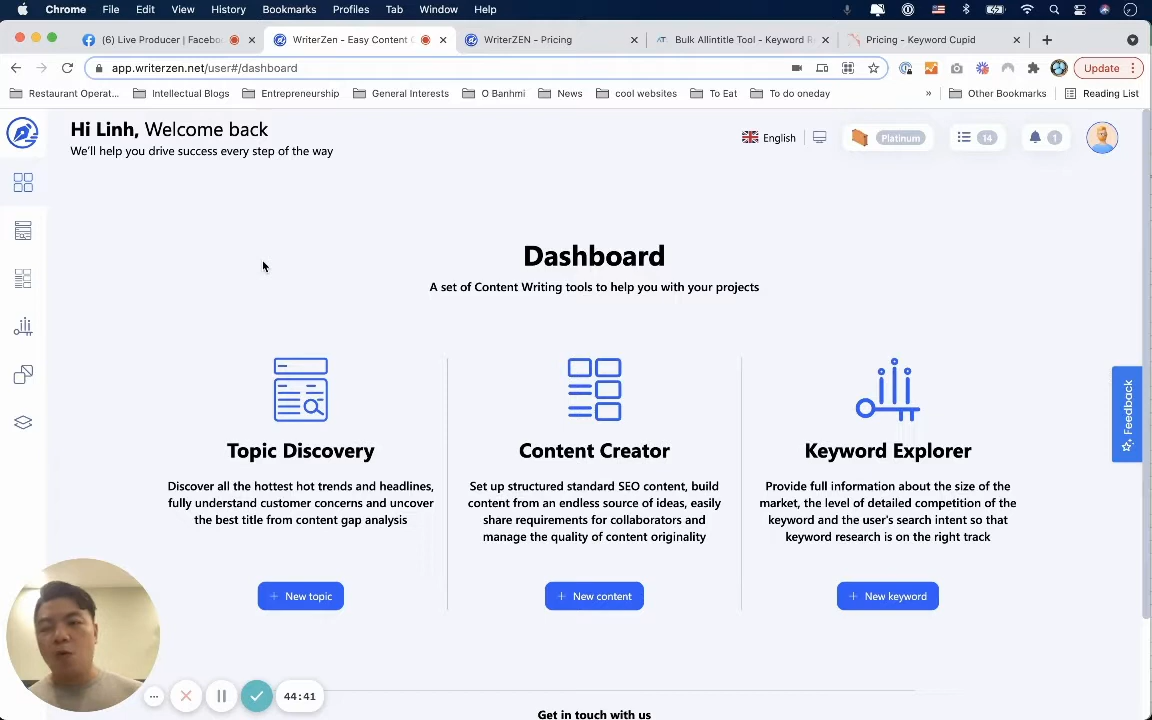 Chrome File Edit View History Bookmarks Profiles Tab Window Help
(6) Live Producer | Facebo
WriterZen - Easy Content C
WriterZEN - Pricing
Bulk Allintitle Tool - Keyword R
Pricing - Keyword Cupid
app.writerzen.net/user#/dashboard
Update
Restaurant Operat... Intellectual Blogs Entrepreneurship General Interests O Banhmi News cool websites To Eat To do oneday » Other Bookmarks Reading List
Hi Linh, Welcome back
We'll help you drive success every step of the way
English
Platinum
14
1
Dashboard
A set of Content Writing tools to help you with your projects
Topic Discovery
Discover all the hottest hot trends and headlines,
fully understand customer concerns and uncover
the best title from content gap analysis
+ New topic
Content Creator
Set up structured standard SEO content, build
content from an endless source of ideas, easily
share requirements for collaborators and
manage the quality of content originality
+ New content
Keyword Explorer
Provide full information about the size of the
market, the level of detailed competition of the
keyword and the user's search intent so that
keyword research is on the right track
+ New keyword
Feedback
44:41
Get in touch with us